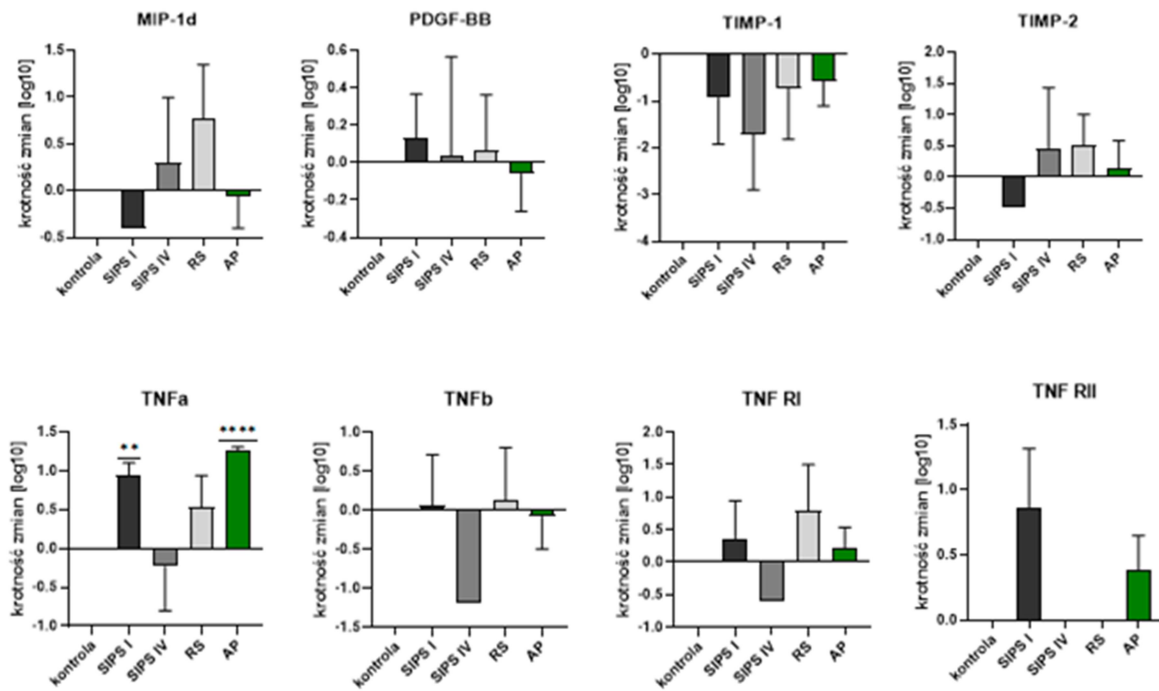 MIP-1d
krotność zmian [log10]
1.5
1.0
0.5
0.0
-0.5
kontrola
SIPS I
SIPS IV
RS
AP
PDGF-BB
krotność zmian [log10]
0.6
0.4
0.2
0.0
-0.2
-0.4
kontrola
SIPS I
SIPS IV
RS
AP
TIMP-1
krotność zmian [log10]
0
-1
-2
-3
-4
kontrola
SIPS I
SIPS IV
RS
AP
TIMP-2
krotność zmian [log10]
2.0
1.5
1.0
0.5
0.0
-0.5
-1.0
kontrola
SIPS I
SIPS IV
RS
AP
TNFa
krotność zmian [log10]
1.5
1.0
0.5
0.0
-0.5
-1.0
**
****
kontrola
SIPS I
SIPS IV
RS
AP
TNFb
krotność zmian [log10]
1.0
0.5
0.0
-0.5
-1.0
-1.5
kontrola
SIPS I
SIPS IV
RS
AP
TNF RI
krotność zmian [log10]
2.0
1.5
1.0
0.5
0.0
-0.5
-1.0
kontrola
SIPS I
SIPS IV
RS
AP
TNF RII
krotność zmian [log10]
1.5
1.0
0.5
0.0
kontrola
SIPS I
SIPS IV
RS
AP